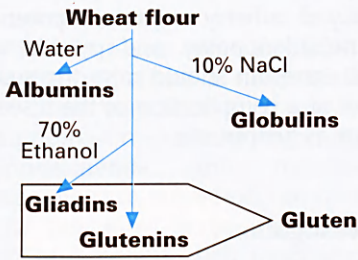 Wheat flour
Water
10% NaCl
Albumins
Globulins
70%
Ethanol
Gliadins
Gluten
Glutenins